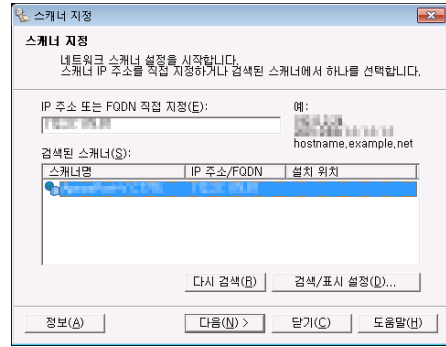 스캐너 지정
스캐너 지정
네트워크 스캐너 설정을 시작합니다.
스캐너 IP 주소를 직접 지정하거나 검색된 스캐너에서 하나를 선택합니다.
IP 주소 또는 FQDN 직접 지정(E):
예:
hostname.example.net
검색된 스캐너(S):
스캐너명 IP 주소/FQDN 설치 위치
다시 검색(R) 검색/표시 설정(D)...
정보(A) 다음(N) > 닫기(C) 도움말(H)